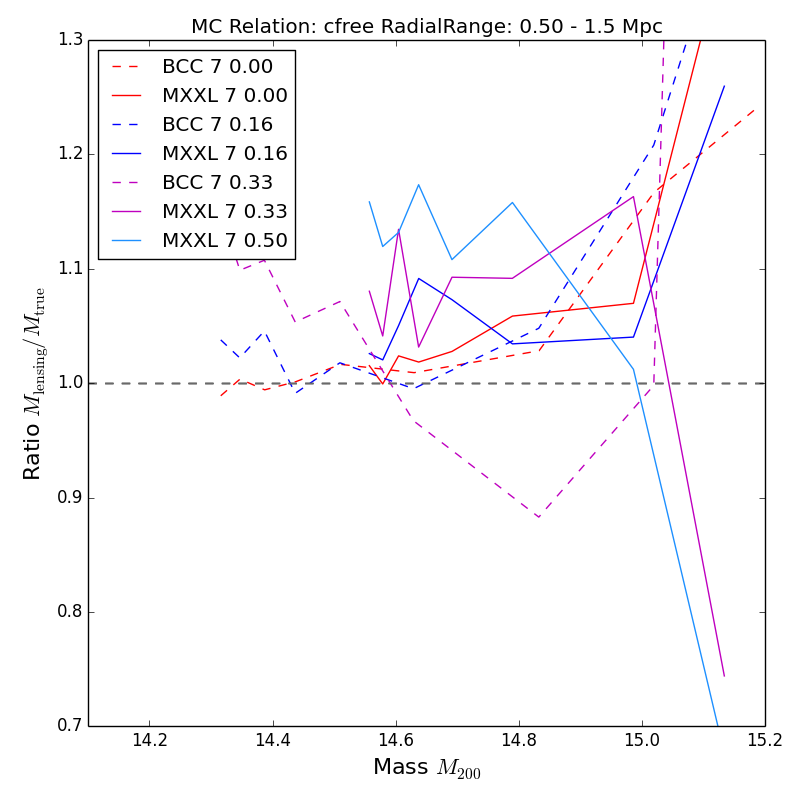 MC Relation: cfree RadialRange: 0.50 - 1.5 Mpc
BCC 7 0.00
MXXL 7 0.00
BCC 7 0.16
MXXL 7 0.16
BCC 7 0.33
MXXL 7 0.33
MXXL 7 0.50
1.3
1.2
1.1
1.0
0.9
0.8
0.7
Ratio M_lensing/M_true
14.2 14.4 14.6 14.8 15.0 15.2
Mass M_200